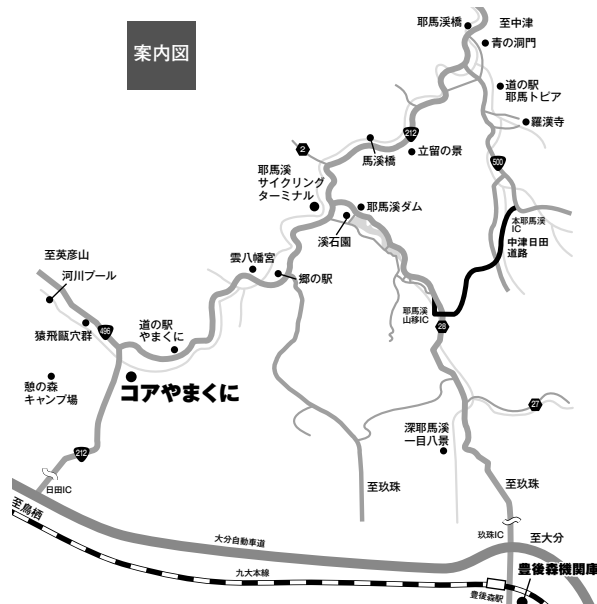 案内図
耶馬溪橋
至中津
青の洞門
道の駅
耶馬トピア
羅漢寺
212
立留の景
馬溪橋
2
500
耶馬溪
サイクリング
ターミナル
耶馬溪ダム
溪石園
本耶馬溪
IC
中津日田
道路
至英彦山
河川プール
雲八幡宮
郷の駅
耶馬溪
山移IC
28
猿飛甌穴群
496
道の駅
やまくに
憩の森
キャンプ場
コアやまくに
27
深耶馬溪
一目八景
212
日田IC
至玖珠
至玖珠
至鳥栖
大分自動車道
玖珠IC
至大分
九大本線
豊後森機関庫
豊後森駅